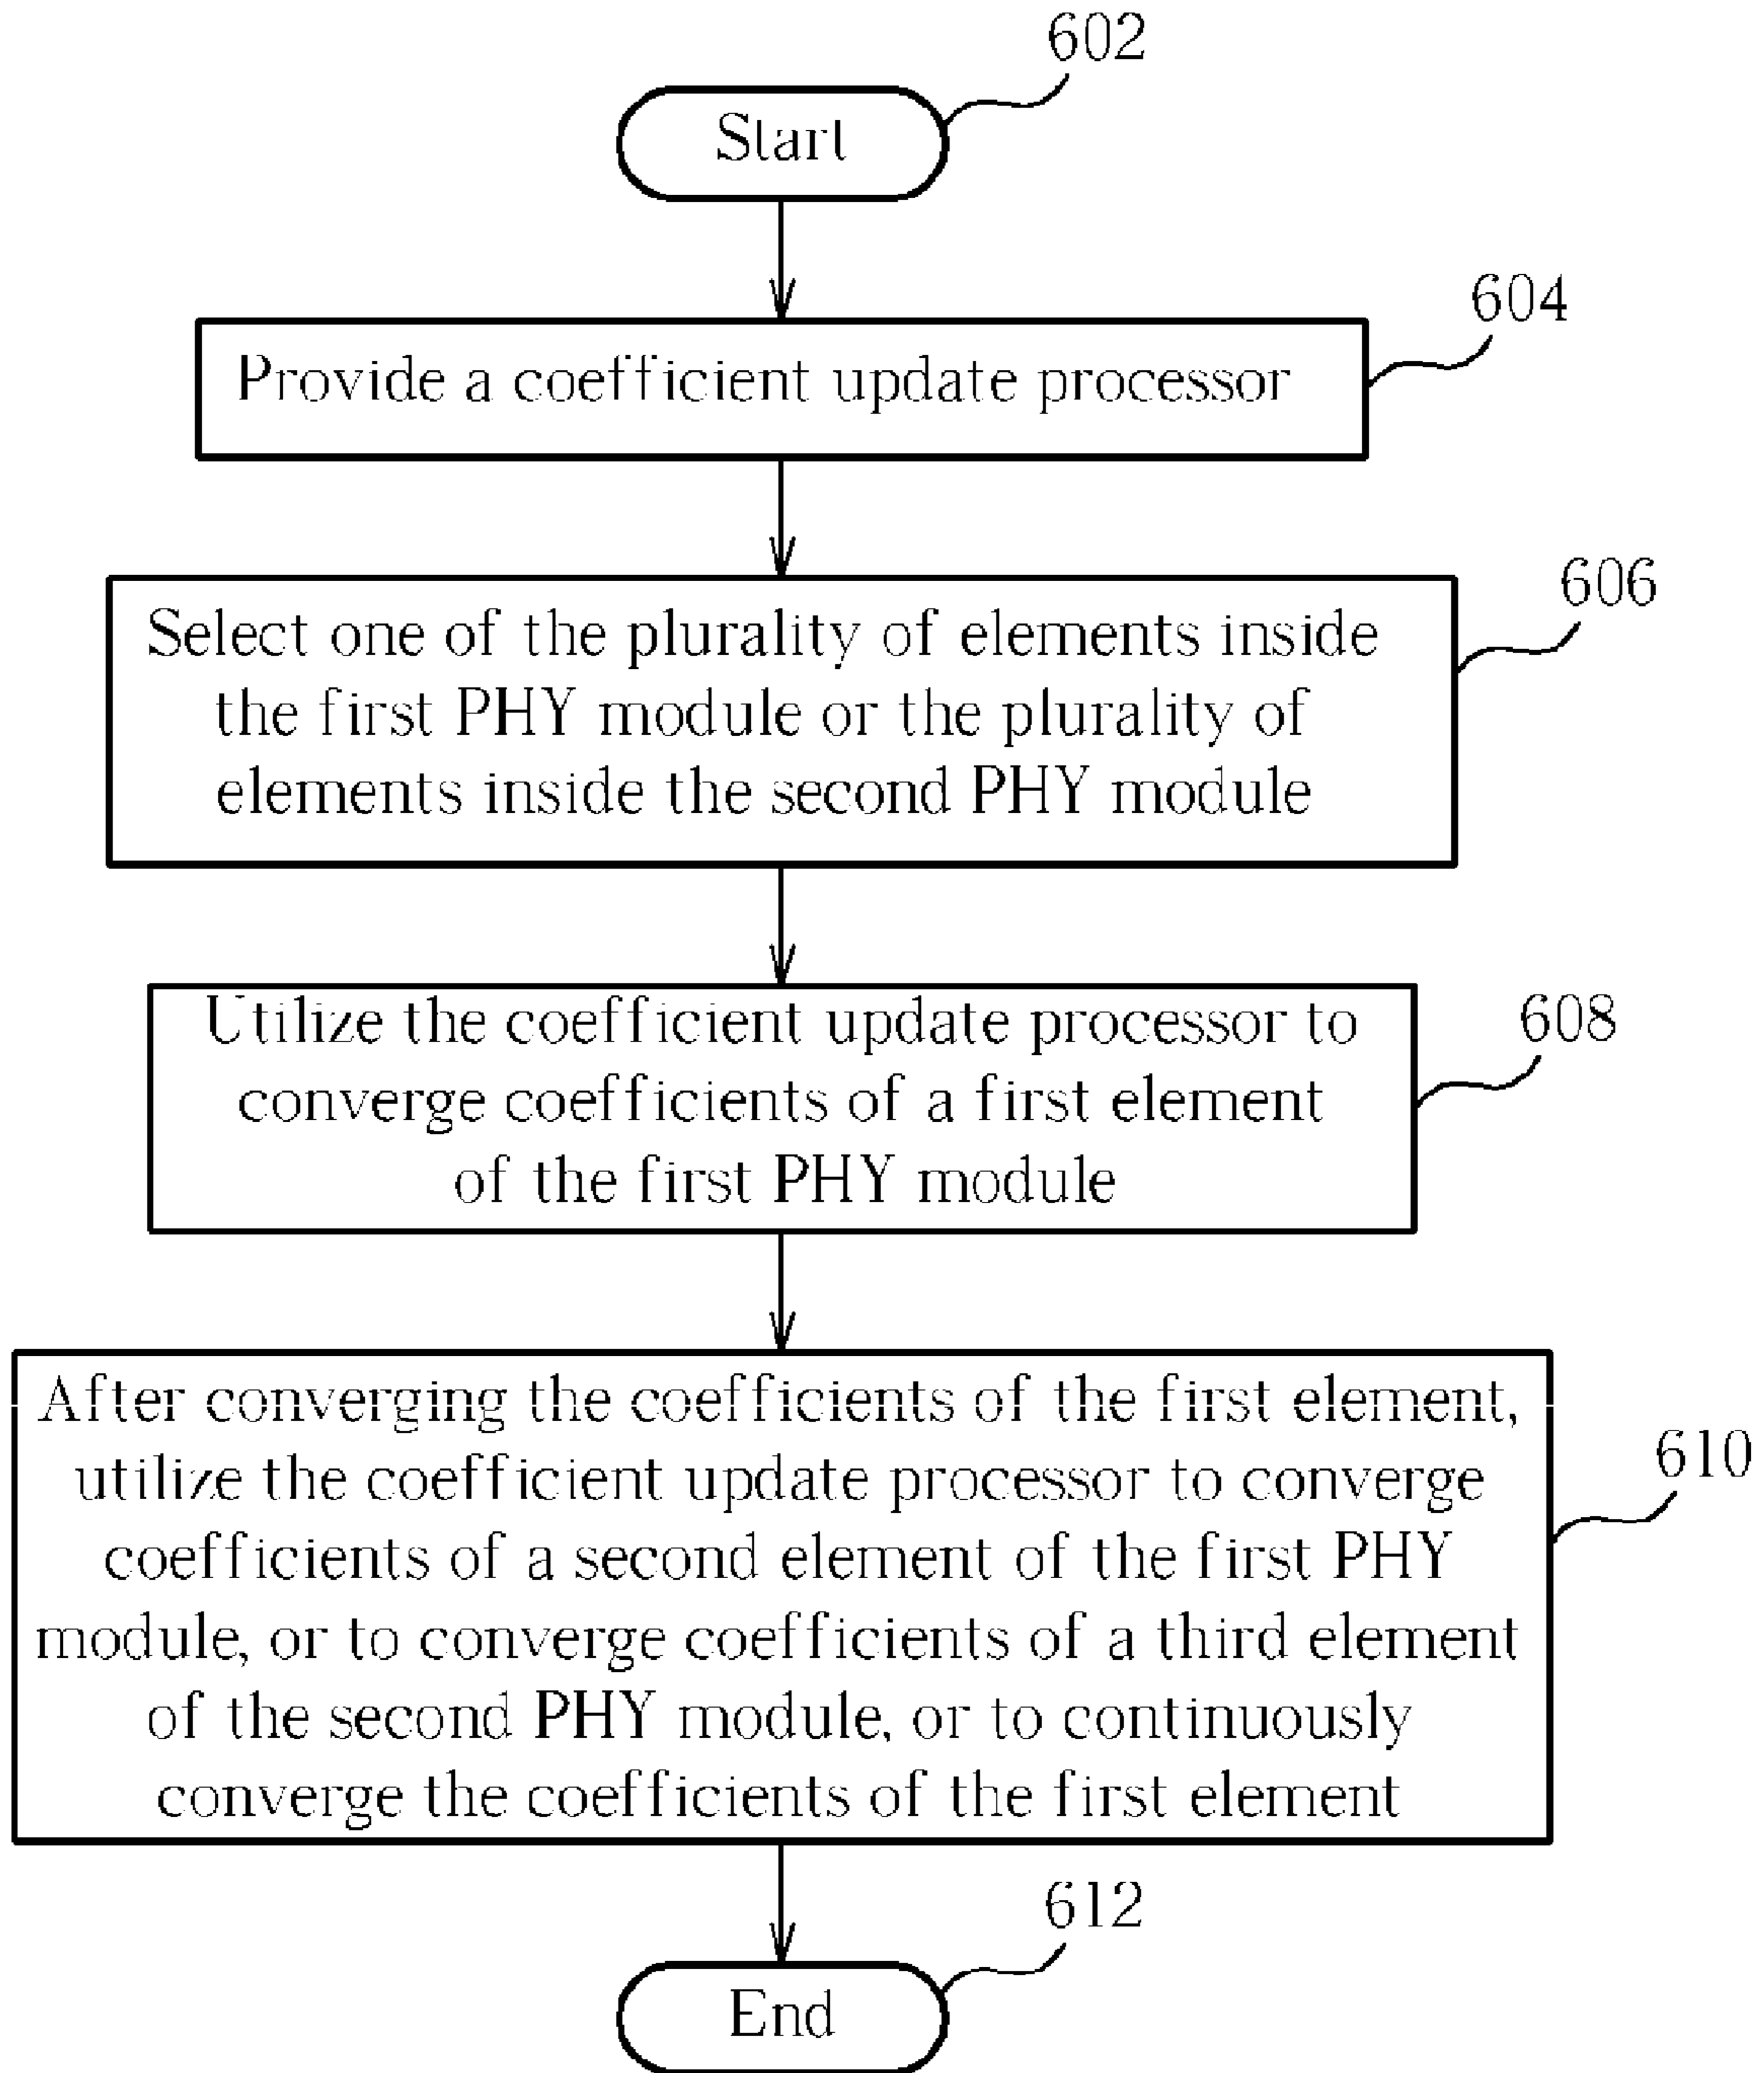 602
Start
604
Provide a coefficient update processor
606
Select one of the plurality of elements inside
the first PHY module or the plurality of
elements inside the second PHY module
608
Utilize the coefficient update processor to
converge coefficients of a first element
of the first PHY module
610
After converging the coefficients of the first element,
utilize the coefficient update processor to converge
coefficients of a second element of the first PHY
module, or to converge coefficients of a third element
of the second PHY module, or to continuously
converge the coefficients of the first element
612
End